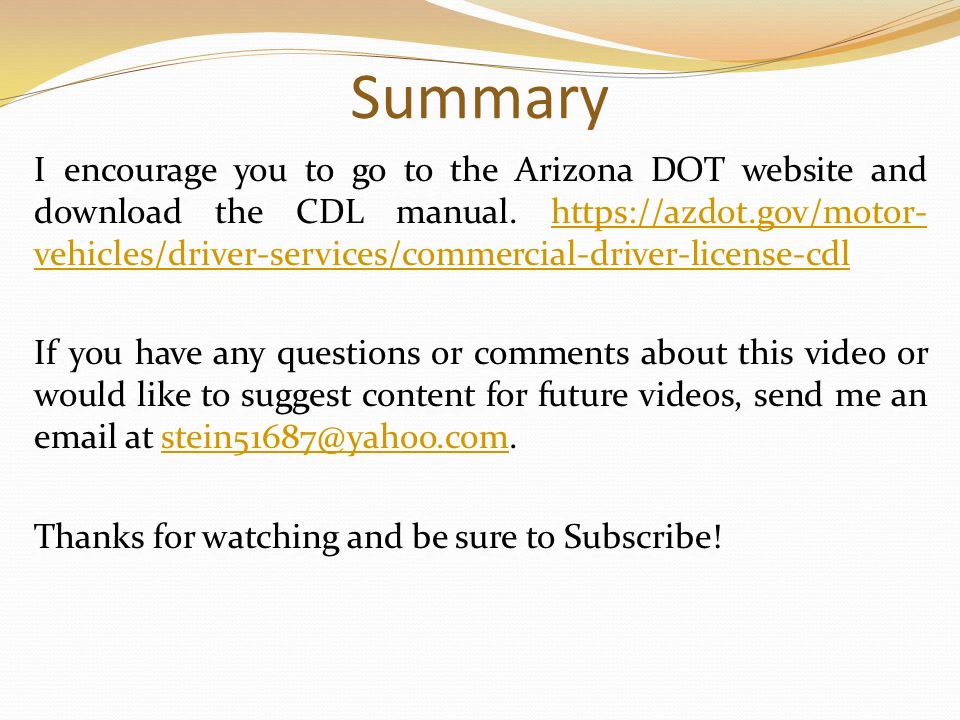 Summary
I encourage you to go to the Arizona DOT website and
download the CDL manual. https://azdot.gov/motor-
vehicles/driver-services/commercial-driver-license-cdl
If you have any questions or comments about this video or
would like to suggest content for future videos, send me an
email at stein51687@yahoo.com.
Thanks for watching and be sure to Subscribe!